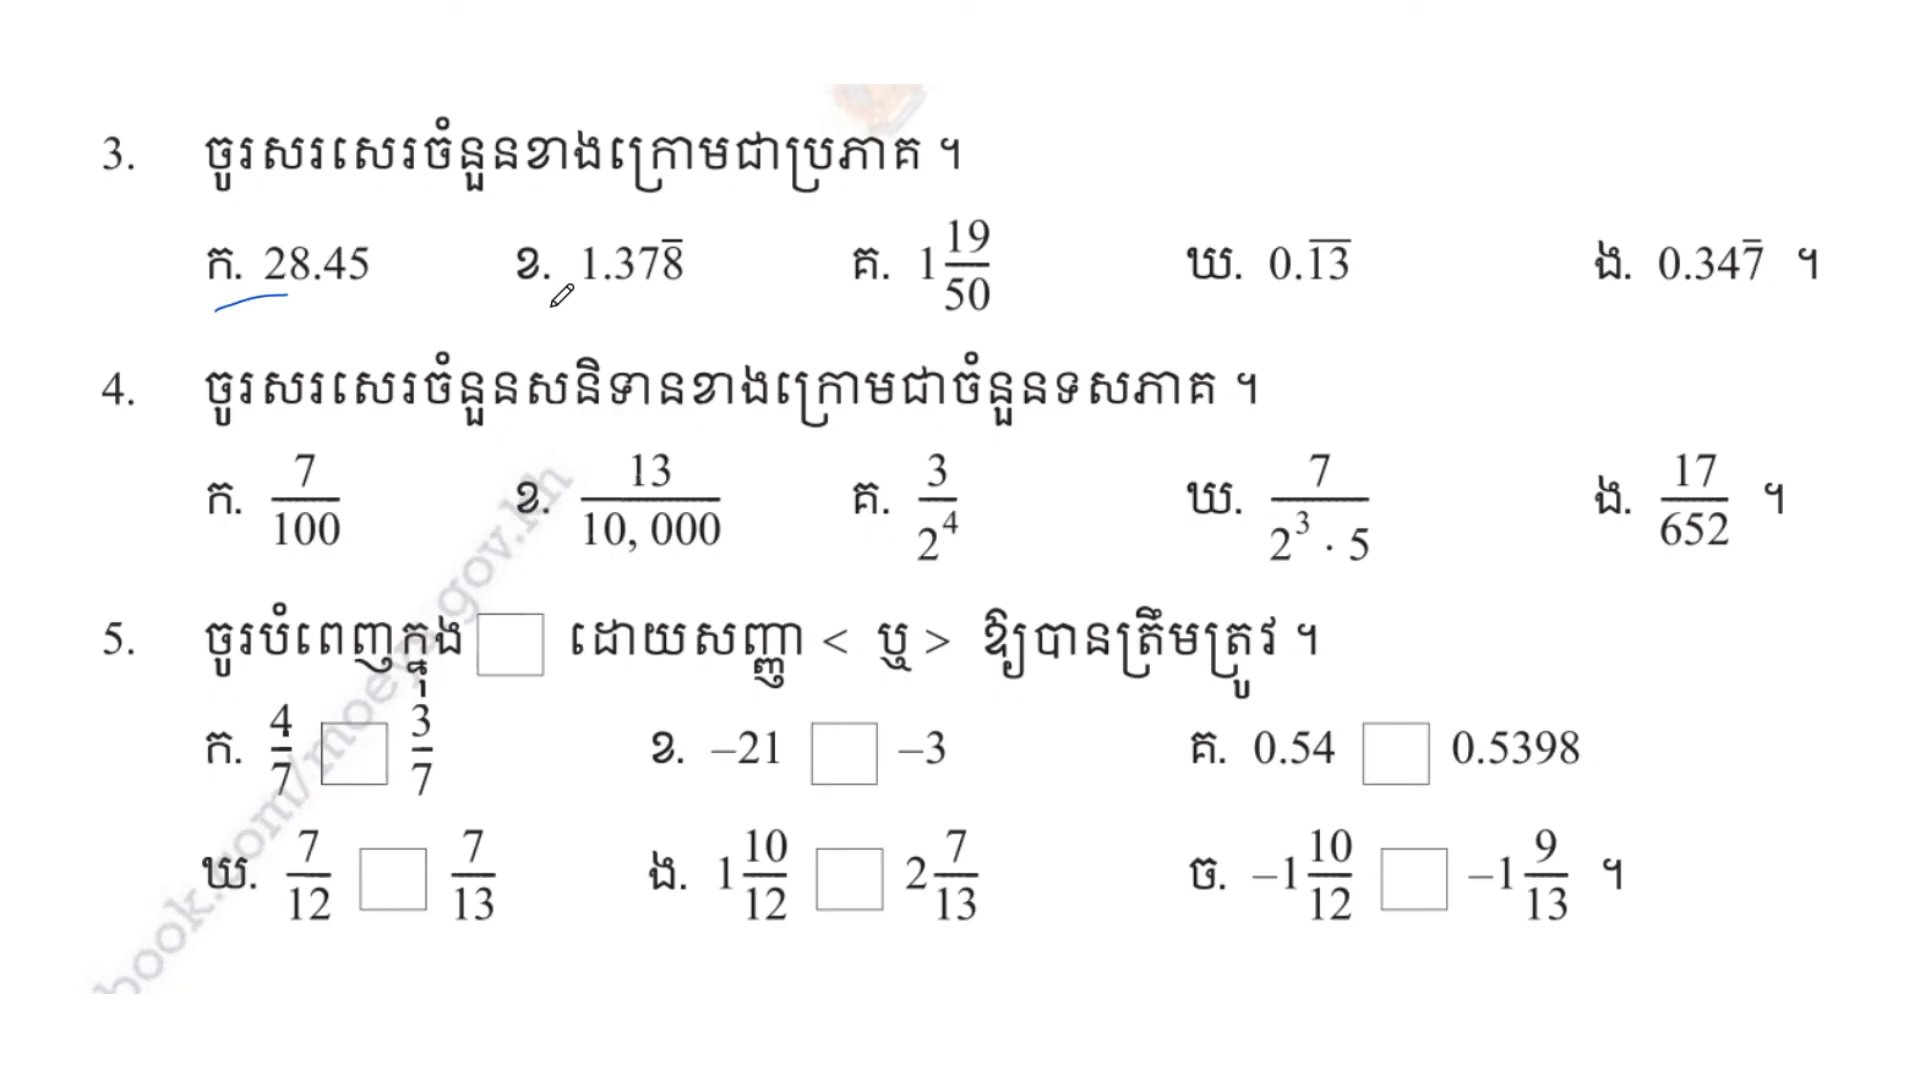 3. ចូរសរសេរចំនួនខាងក្រោមជាប្រភាគ ។
ក. 28.45 ខ. 1.378̅ គ. 1 19/50 ឃ. 0.1̅3̅ ង. 0.347̅ ។
4. ចូរសរសេរចំនួនសនិទានខាងក្រោមជាចំនួនទសភាគ ។
ក. 7/100 ខ. 13/10, 000 គ. 3/2⁴ ឃ. 7/2³ · 5 ង. 17/652 ។
5. ចូរបំពេញក្នុង □ ដោយសញ្ញា < ឬ > ឱ្យបានត្រឹមត្រូវ ។
ក. 4/7 □ 3/7 ខ. –21 □ –3 គ. 0.54 □ 0.5398
ឃ. 7/12 □ 7/13 ង. 1 10/12 □ 2 7/13 ច. –1 10/12 □ –1 9/13 ។
book.com/moeys.gov.kh